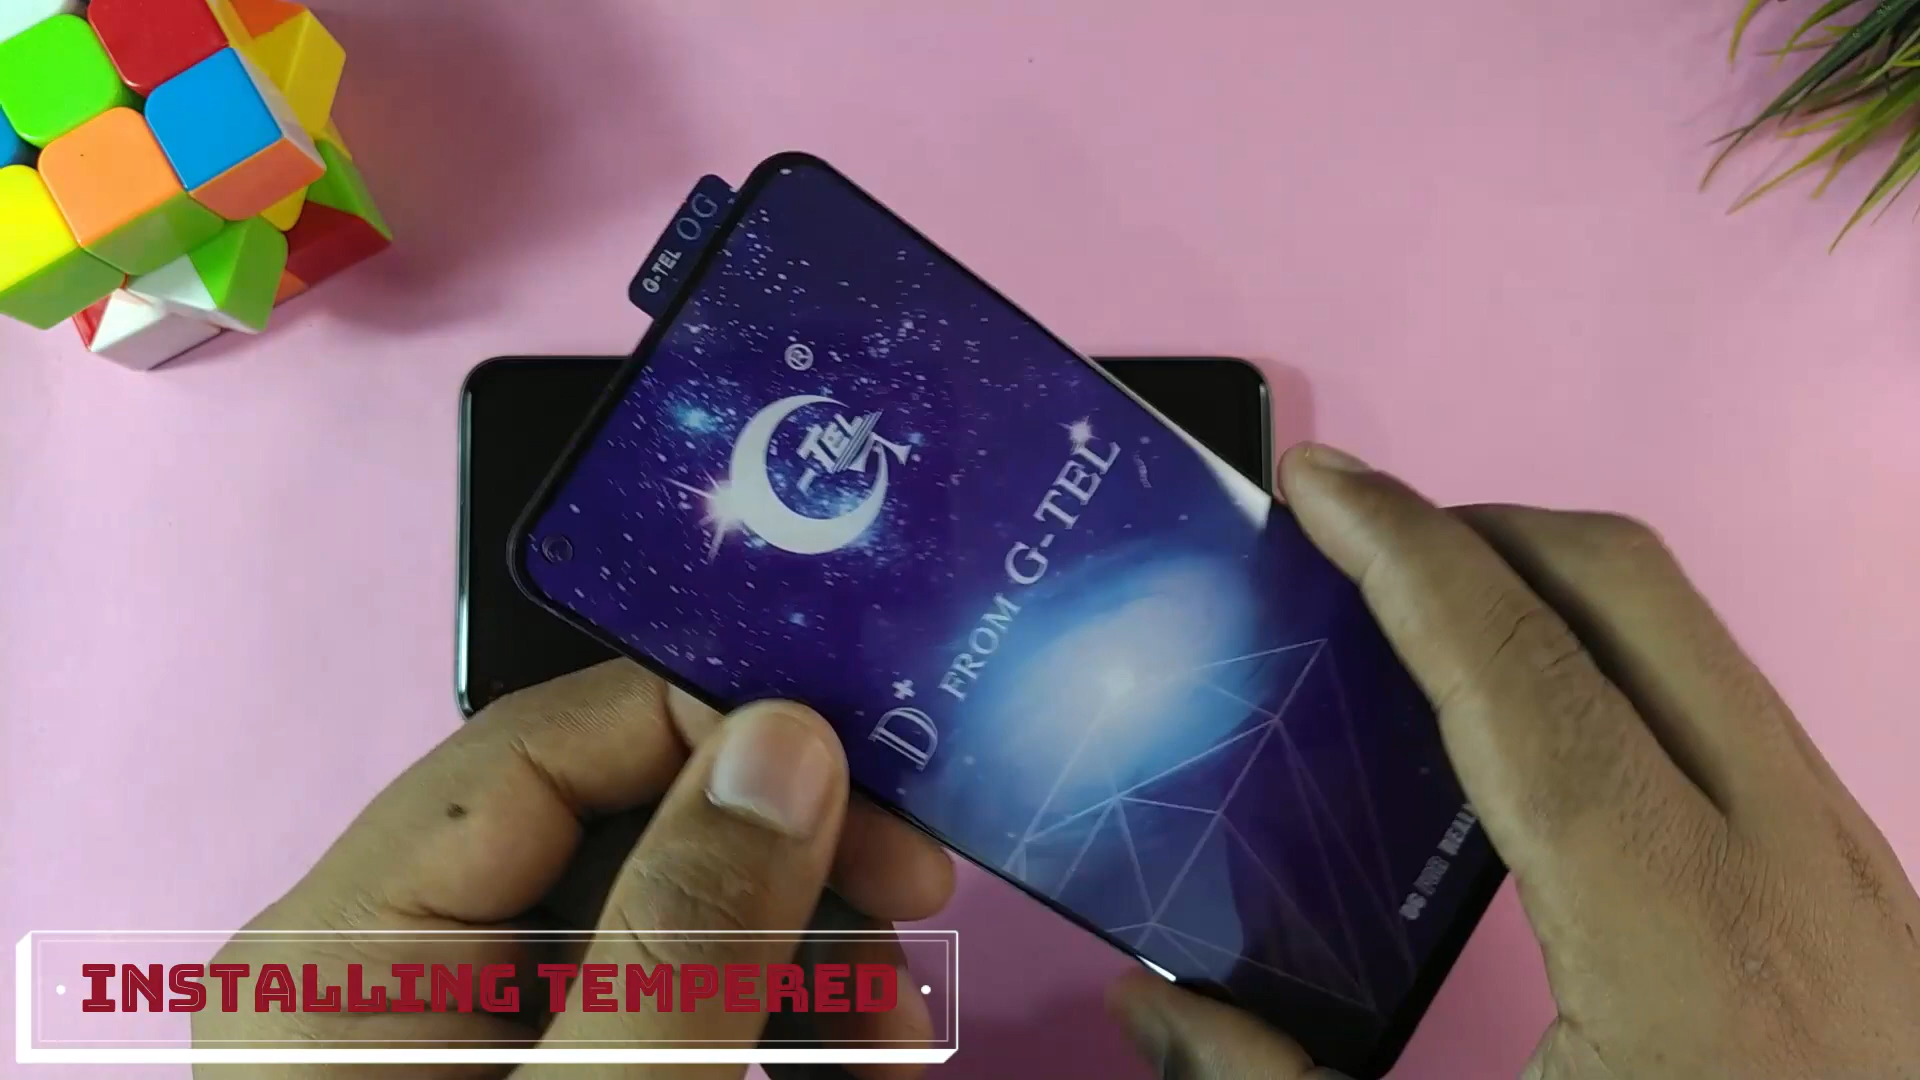 G-TEL OG
®
G-TEL
D+ FROM G-TEL
INSTALLING TEMPERED